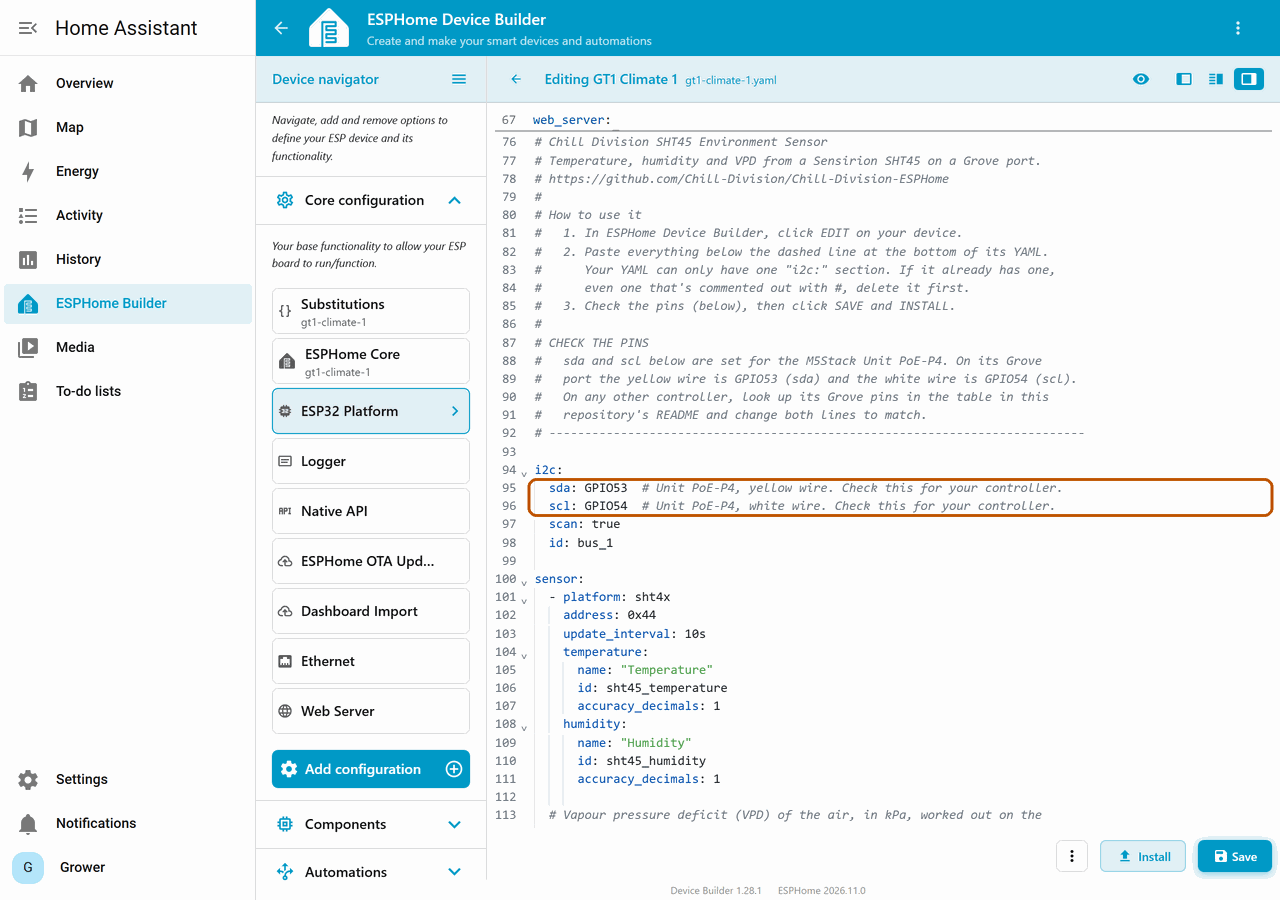 Home Assistant
Overview
Map
Energy
Activity
History
ESPHome Builder
Media
To-do lists
Settings
Notifications
G
Grower
ESPHome Device Builder
Create and make your smart devices and automations
Device navigator
Navigate, add and remove options to
define your ESP device and its
functionality.
Core configuration
Your base functionality to allow your ESP
board to run/function.
{} Substitutions
gt1-climate-1
ESPHome Core
gt1-climate-1
32 ESP32 Platform
Logger
API Native API
ESPHome OTA Upd...
Dashboard Import
Ethernet
Web Server
Add configuration
Components
Automations
Editing GT1 Climate 1 gt1-climate-1.yaml
67 web_server:
76 # Chill Division SHT45 Environment Sensor
77 # Temperature, humidity and VPD from a Sensirion SHT45 on a Grove port.
78 # https://github.com/Chill-Division/Chill-Division-ESPHome
79 #
80 # How to use it
81 #   1. In ESPHome Device Builder, click EDIT on your device.
82 #   2. Paste everything below the dashed line at the bottom of its YAML.
83 #      Your YAML can only have one "i2c:" section. If it already has one,
84 #      even one that's commented out with #, delete it first.
85 #   3. Check the pins (below), then click SAVE and INSTALL.
86 #
87 # CHECK THE PINS
88 #   sda and scl below are set for the M5Stack Unit PoE-P4. On its Grove
89 #   port the yellow wire is GPIO53 (sda) and the white wire is GPIO54 (scl).
90 #   On any other controller, look up its Grove pins in the table in this
91 #   repository's README and change both lines to match.
92 # ---------------------------------------------------------------------------
93
94 i2c:
95   sda: GPIO53  # Unit PoE-P4, yellow wire. Check this for your controller.
96   scl: GPIO54  # Unit PoE-P4, white wire. Check this for your controller.
97   scan: true
98   id: bus_1
99
100 sensor:
101   - platform: sht4x
102     address: 0x44
103     update_interval: 10s
104     temperature:
105       name: "Temperature"
106       id: sht45_temperature
107       accuracy_decimals: 1
108     humidity:
109       name: "Humidity"
110       id: sht45_humidity
111       accuracy_decimals: 1
112
113   # Vapour pressure deficit (VPD) of the air, in kPa, worked out on the
Install
Save
Device Builder 1.28.1 ESPHome 2026.11.0